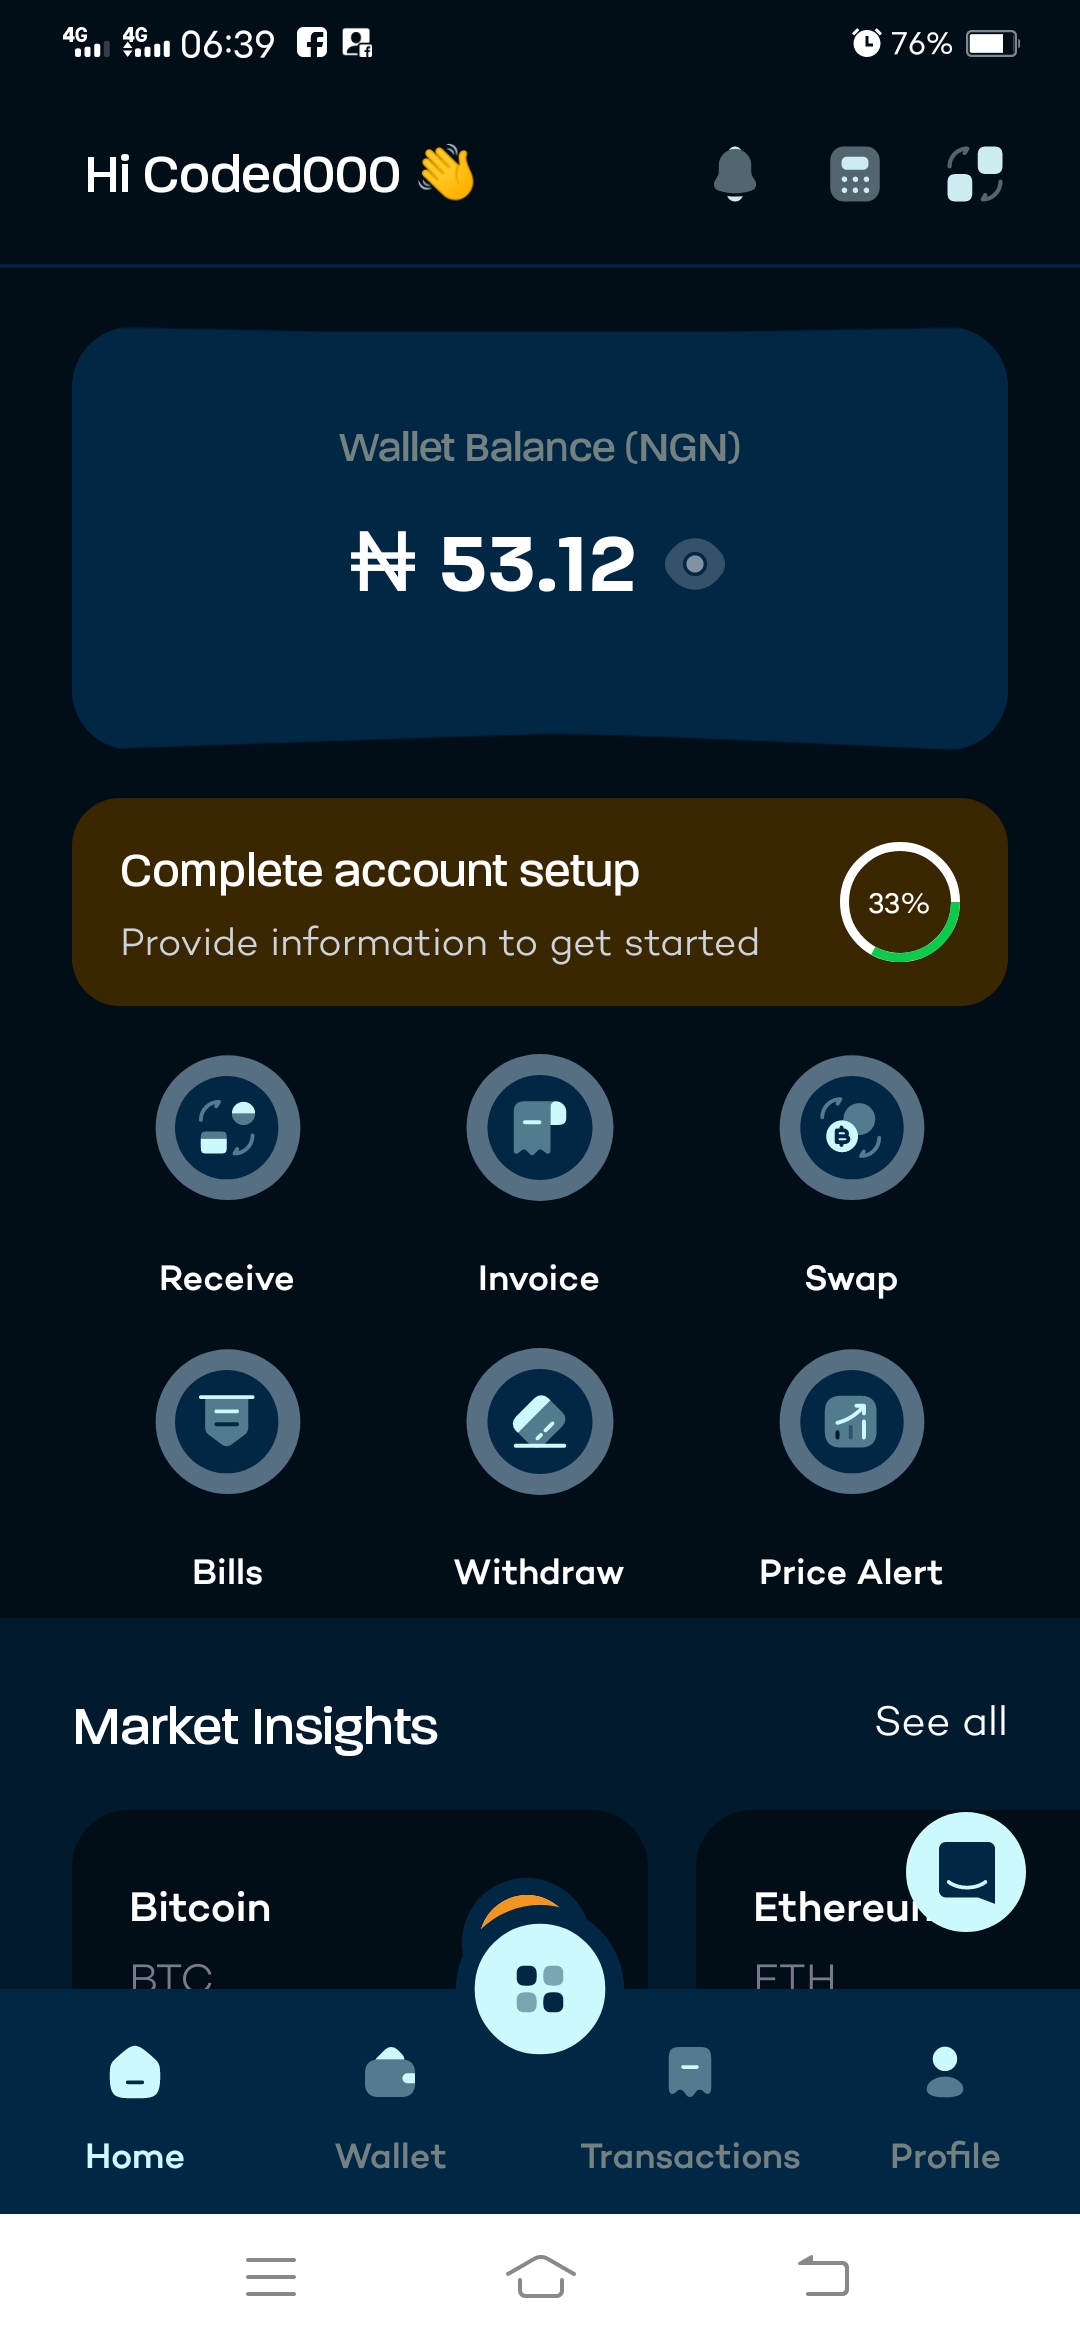 4G 4G 06:39 76%
Hi Coded000 👋
Wallet Balance (NGN)
₦ 53.12
Complete account setup
Provide information to get started
33%
Receive Invoice Swap
Bills Withdraw Price Alert
Market Insights See all
Bitcoin Ethereum
BTC ETH
Home Wallet Transactions Profile